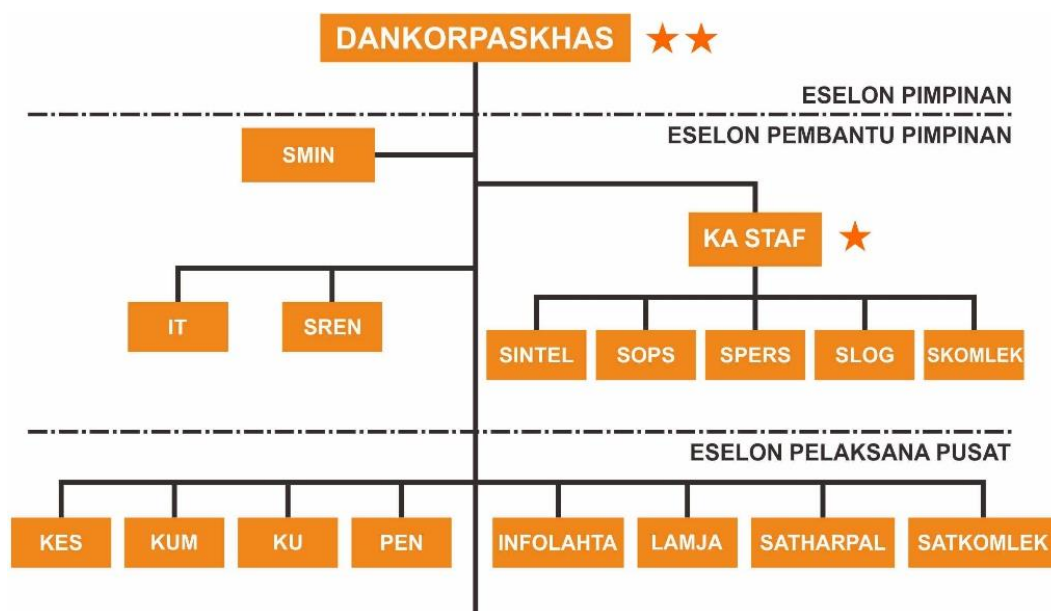 DANKORPASKHAS
ESELON PIMPINAN
ESELON PEMBANTU PIMPINAN
SMIN
KA STAF
IT
SREN
SINTEL
SOPS
SPERS
SLOG
SKOMLEK
ESELON PELAKSANA PUSAT
KES
KUM
KU
PEN
INFOLAHTA
LAMJA
SATHARPAL
SATKOMLEK